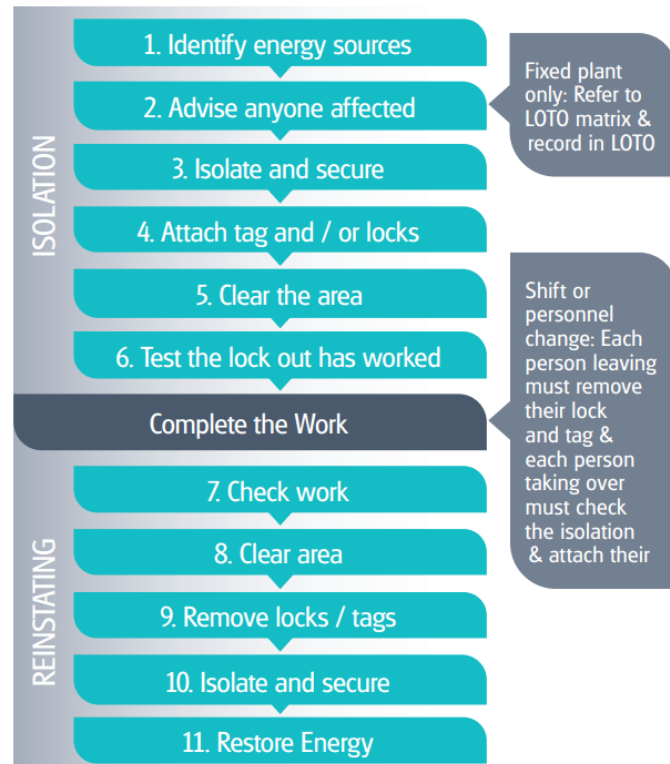 ISOLATION
1. Identify energy sources
2. Advise anyone affected
3. Isolate and secure
4. Attach tag and / or locks
5. Clear the area
6. Test the lock out has worked
Fixed plant
only: Refer to
LOTO matrix &
record in LOTO
Complete the Work
Shift or
personnel
change: Each
person leaving
must remove
their lock
and tag &
each person
taking over
must check
the isolation
& attach their
REINSTATING
7. Check work
8. Clear area
9. Remove locks / tags
10. Isolate and secure
11. Restore Energy